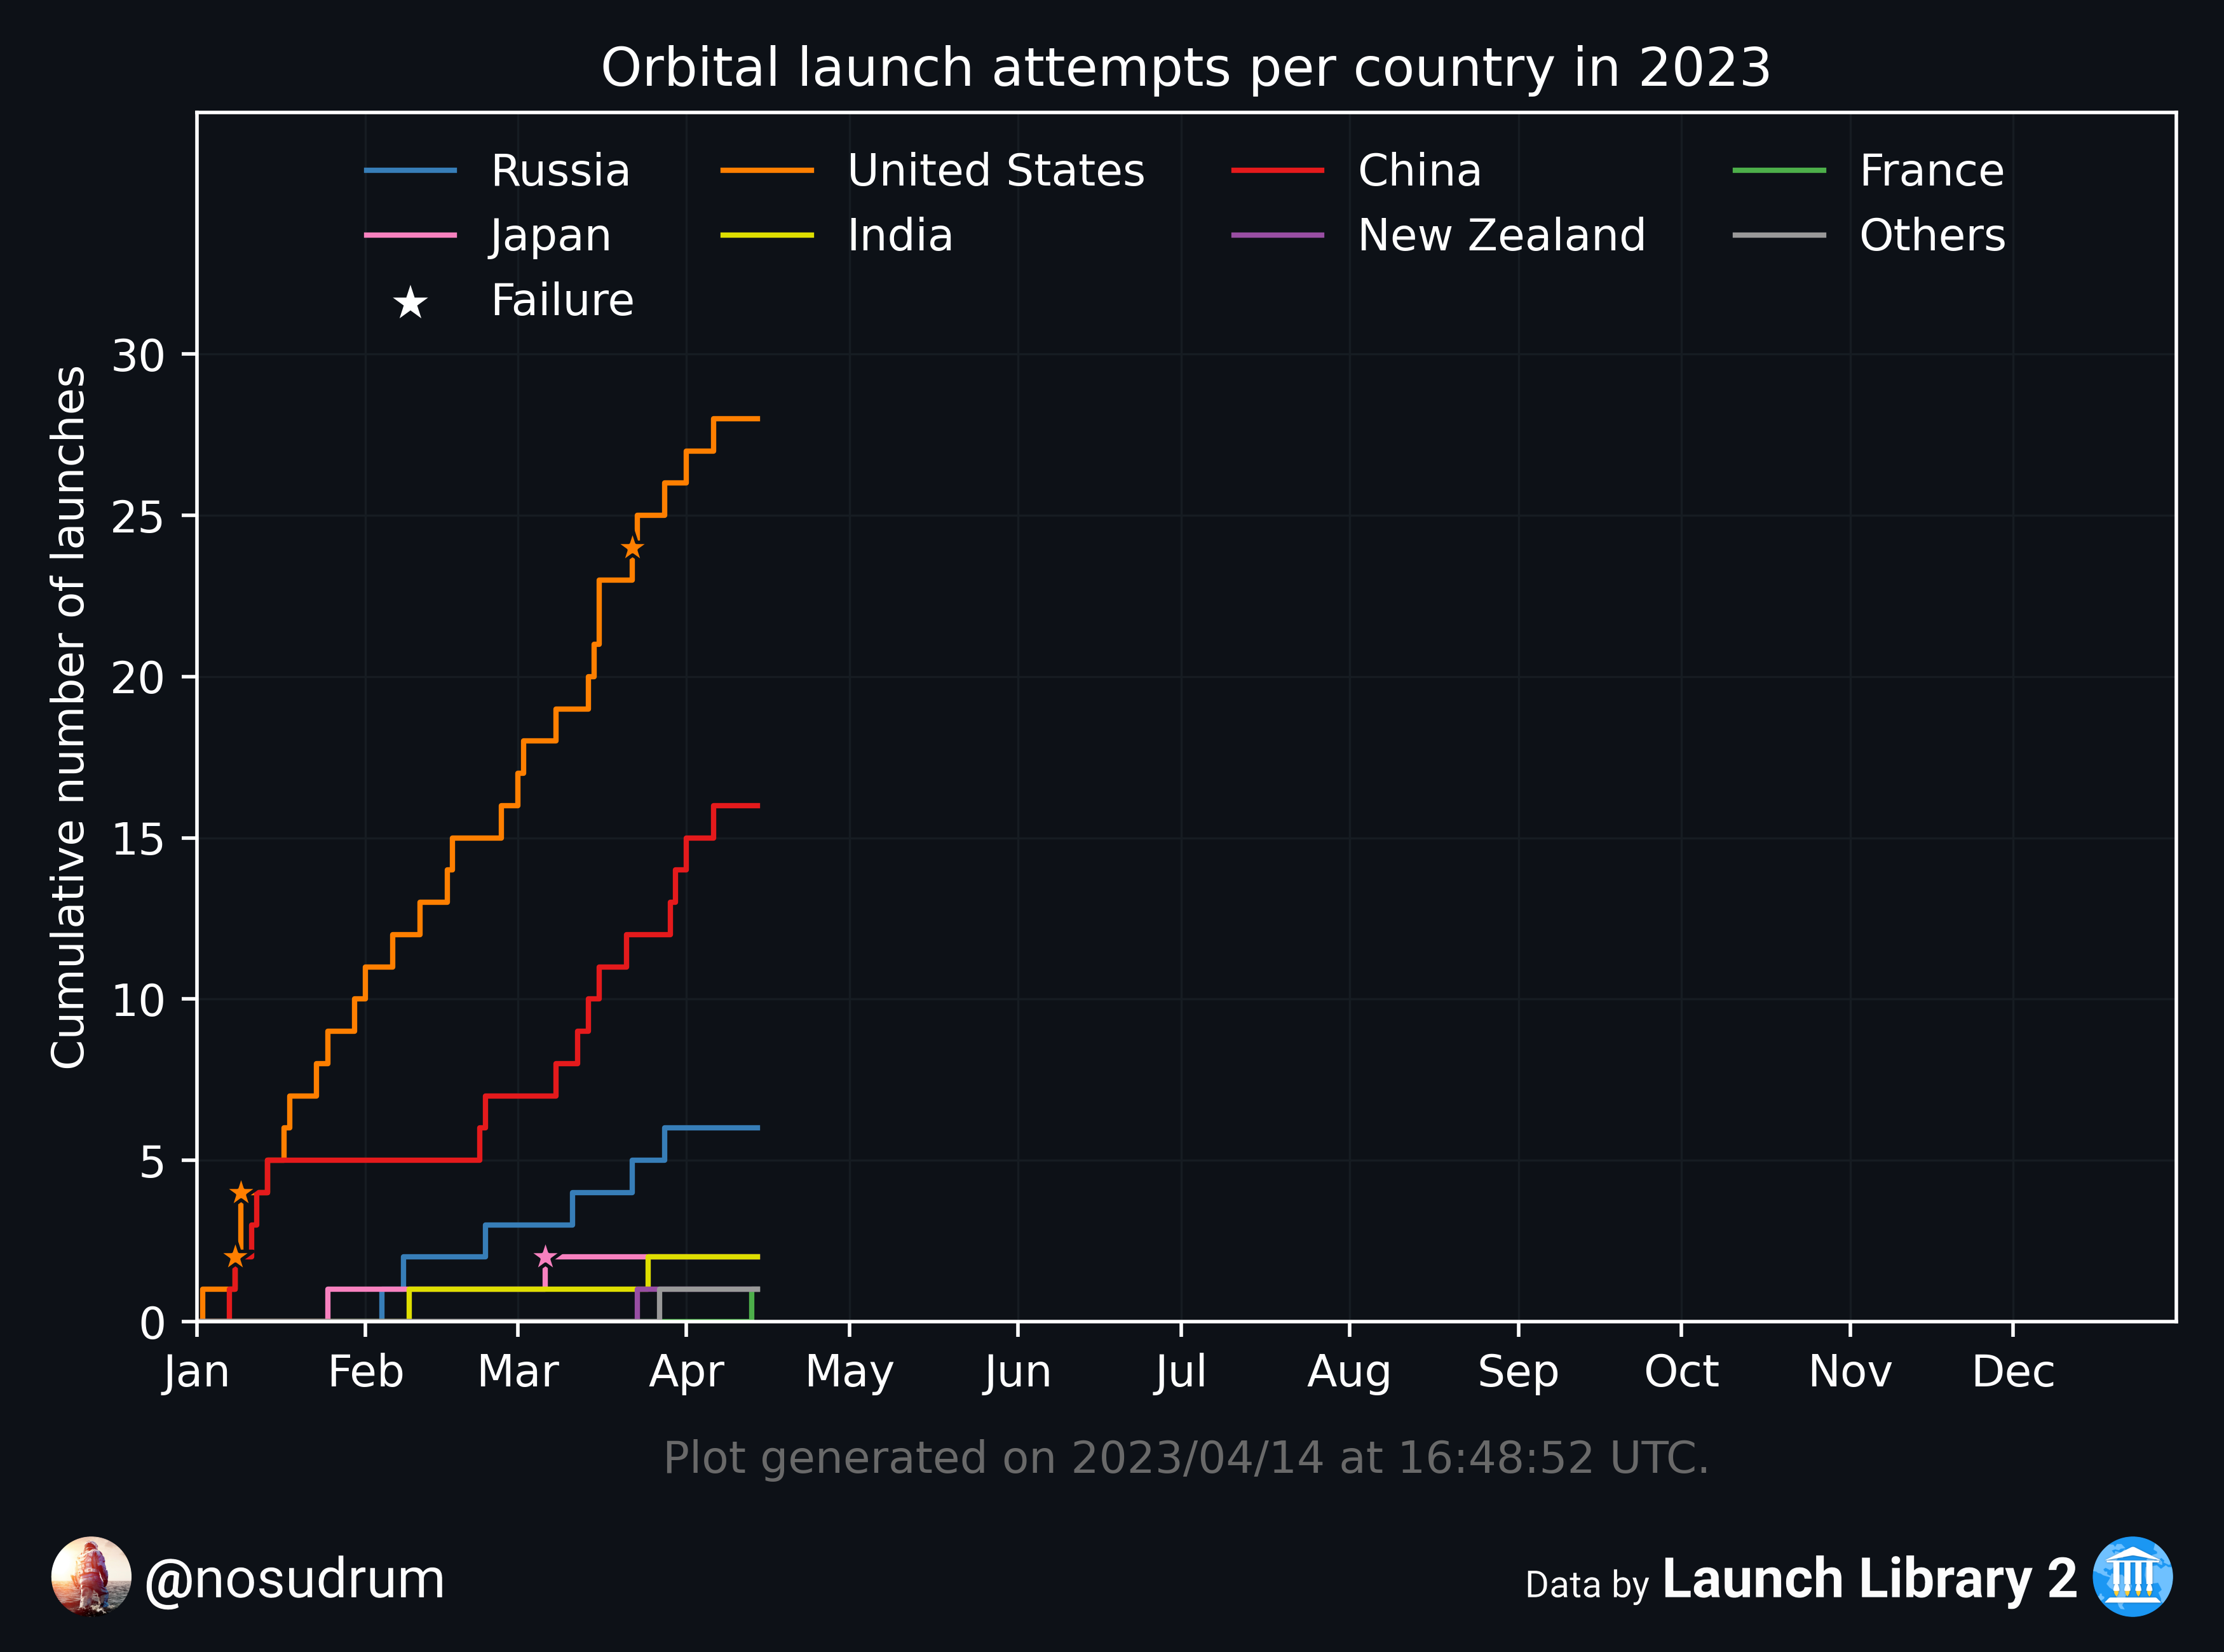 Orbital launch attempts per country in 2023
Russia United States China France
Japan India New Zealand Others
Failure
Cumulative number of launches
30
25
20
15
10
5
0
Jan Feb Mar Apr May Jun Jul Aug Sep Oct Nov Dec
Plot generated on 2023/04/14 at 16:48:52 UTC.
@nosudrum
Data by Launch Library 2